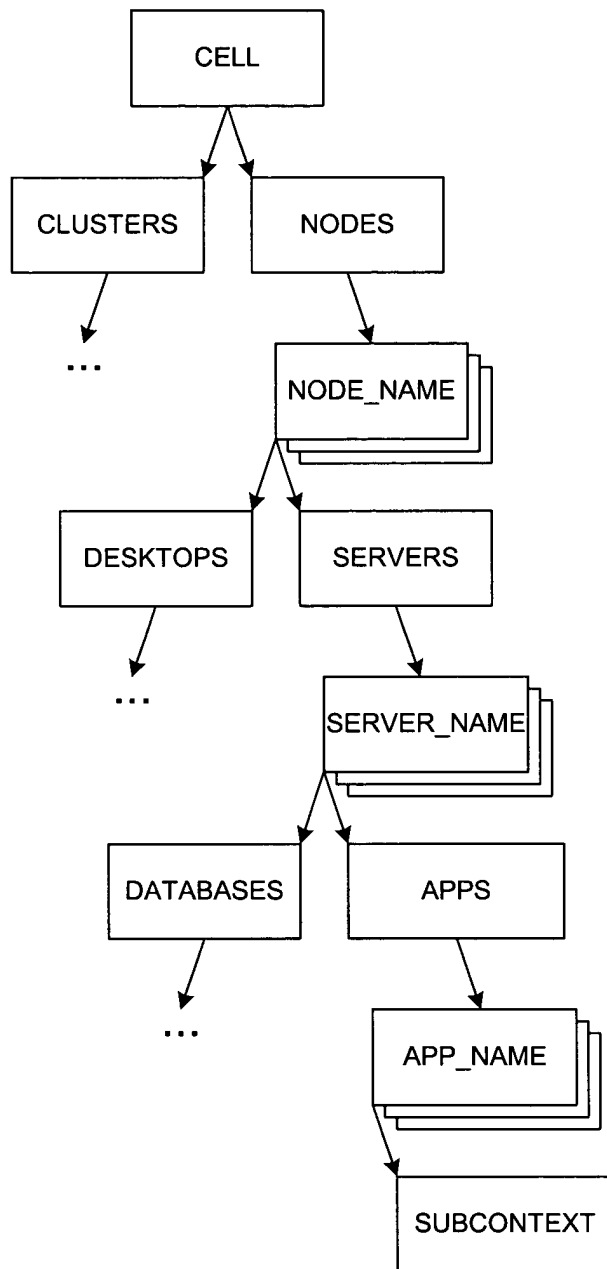 CELL
CLUSTERS
NODES
...
NODE_NAME
DESKTOPS
SERVERS
...
SERVER_NAME
DATABASES
APPS
...
APP_NAME
SUBCONTEXT